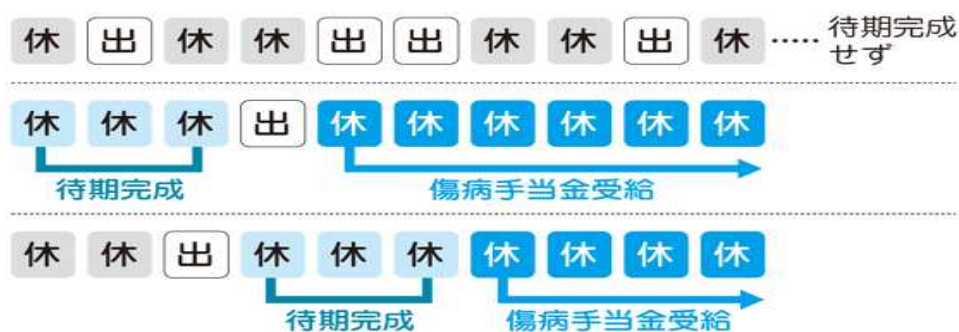 休 出 休 休 出 出 休 休 出 休 ‥‥‥ 待期完成
せず
休 休 休 出 休 休 休 休 休 休
待期完成 傷病手当金受給
休 休 出 休 休 休 休 休 休 休
待期完成 傷病手当金受給